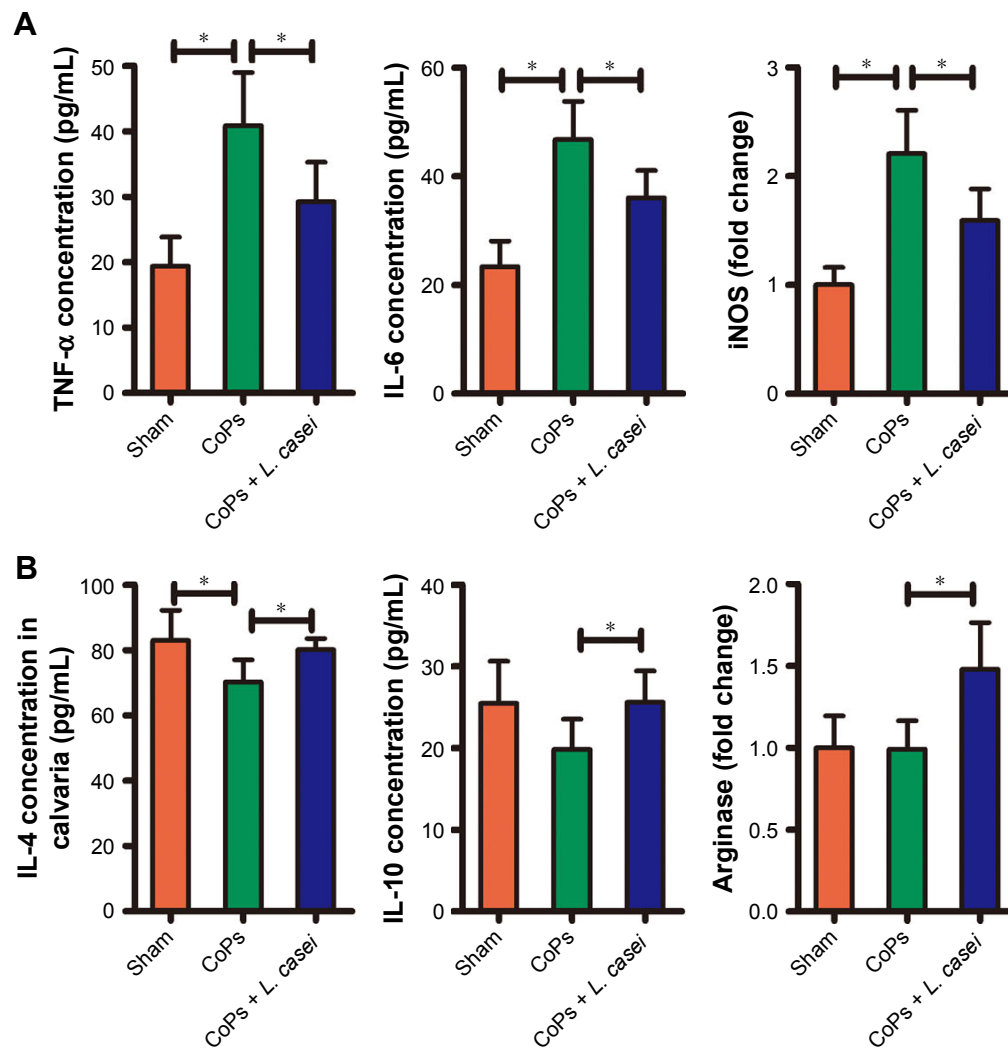 A
TNF-α concentration (pg/mL)
50
40
30
20
10
0
* *
Sham
CoPs
CoPs + L. casei
IL-6 concentration (pg/mL)
60
40
20
0
* *
Sham
CoPs
CoPs + L. casei
iNOS (fold change)
3
2
1
0
* *
Sham
CoPs
CoPs + L. casei
B
IL-4 concentration in
calvaria (pg/mL)
100
80
60
40
20
0
*
*
Sham
CoPs
CoPs + L. casei
IL-10 concentration (pg/mL)
40
30
20
10
0
*
Sham
CoPs
CoPs + L. casei
Arginase (fold change)
2.0
1.5
1.0
0.5
0.0
*
Sham
CoPs
CoPs + L. casei